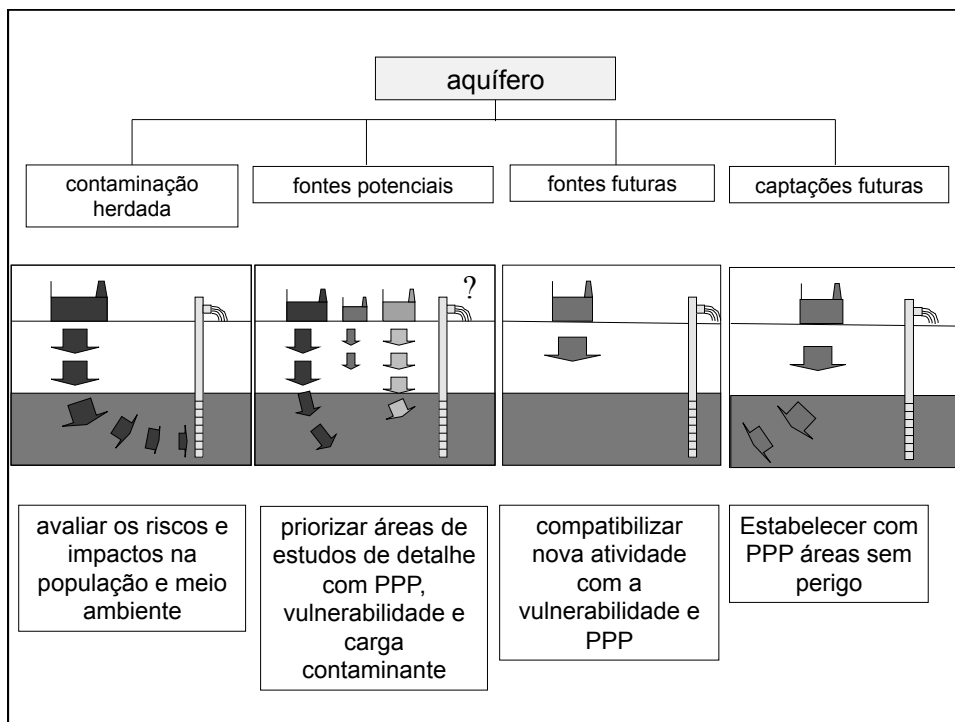 aquífero
contaminação
herdada
fontes potenciais
fontes futuras
captações futuras
?
avaliar os riscos e
impactos na
população e meio
ambiente
priorizar áreas de
estudos de detalhe
com PPP,
vulnerabilidade e
carga
contaminante
compatibilizar
nova atividade
com a
vulnerabilidade e
PPP
Estabelecer com
PPP áreas sem
perigo